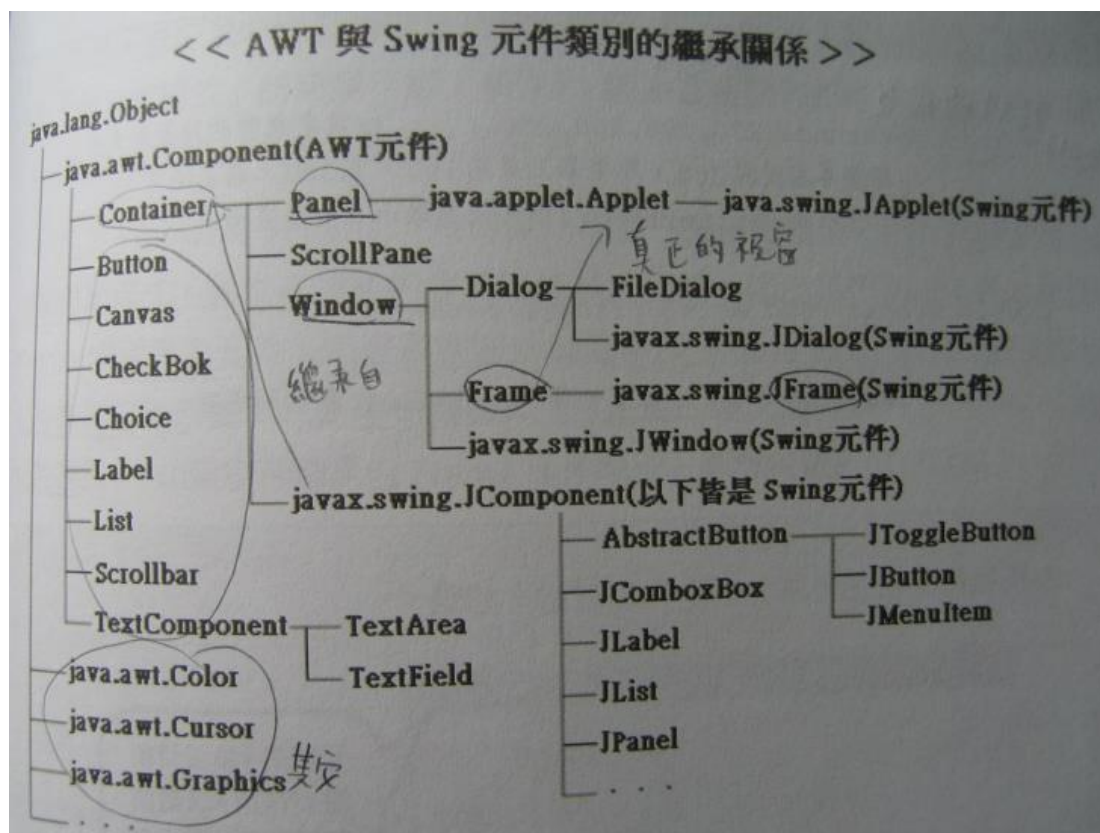 << AWT 與 Swing 元件類別的繼承關係 >>
java.lang.Object
java.awt.Component(AWT元件)
Container Panel java.applet.Applet java.swing.JApplet(Swing元件)
真正的視窗
Button ScrollPane
Window Dialog FileDialog
Canvas
javax.swing.JDialog(Swing元件)
CheckBok
繼承自
Frame javax.swing.JFrame(Swing元件)
Choice
javax.swing.JWindow(Swing元件)
Label
javax.swing.JComponent(以下皆是 Swing元件)
List
AbstractButton JToggleButton
Scrollbar JComboxBox JButton
JMenuItem
TextComponent TextArea JLabel
java.awt.Color TextField
JList
java.awt.Cursor JPanel
java.awt.Graphics 其它
. . . . . .